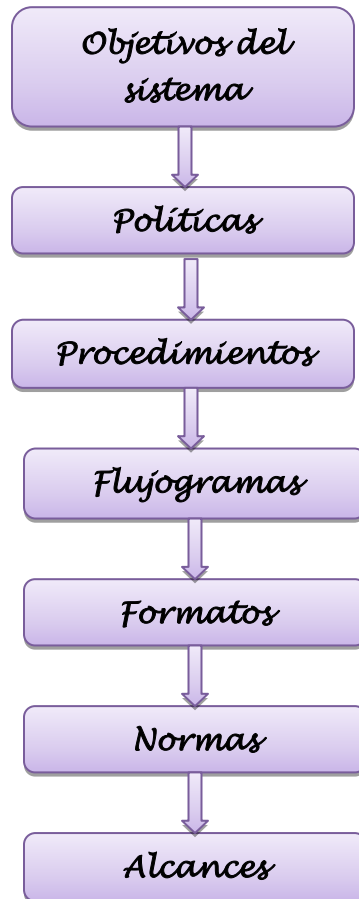 Objetivos del
sistema
Políticas
Procedimientos
Flujogramas
Formatos
Normas
Alcances